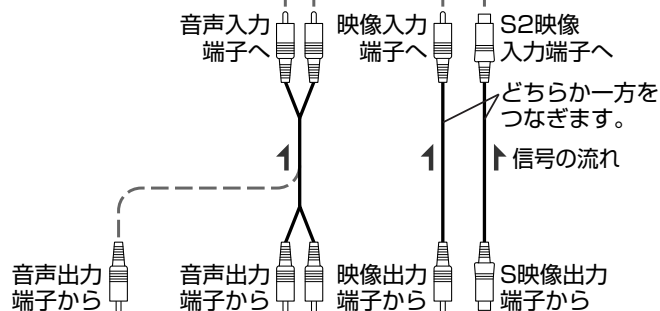 音声入力
端子へ
映像入力
端子へ
S2映像
入力端子へ
どちらか一方を
つなぎます。
信号の流れ
音声出力
端子から
音声出力
端子から
映像出力
端子から
S映像出力
端子から